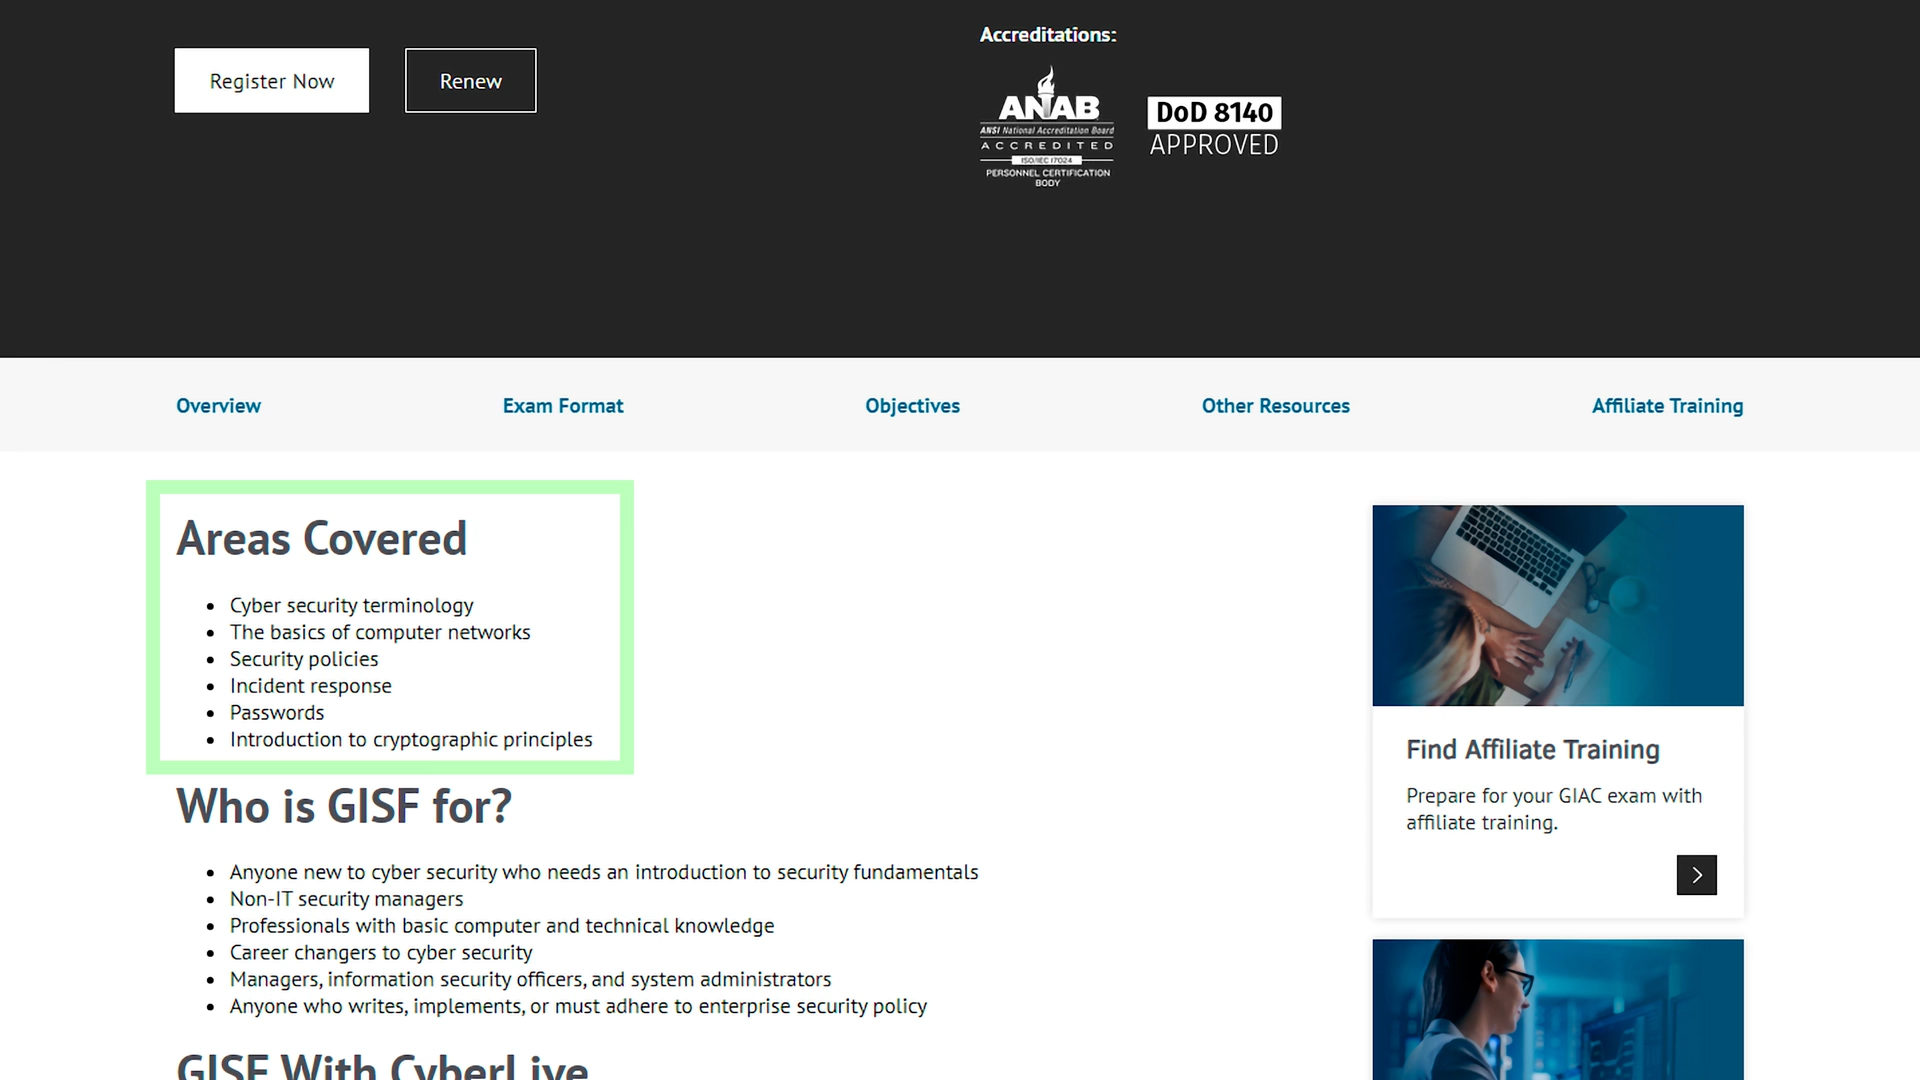 Register Now
Renew
Accreditations:
ANAB
ANSI National Accreditation Board
ACCREDITED
ISO/IEC 17024
PERSONNEL CERTIFICATION
BODY
DoD 8140
APPROVED
Overview
Exam Format
Objectives
Other Resources
Affiliate Training
Areas Covered
• Cyber security terminology
• The basics of computer networks
• Security policies
• Incident response
• Passwords
• Introduction to cryptographic principles
Who is GISF for?
• Anyone new to cyber security who needs an introduction to security fundamentals
• Non-IT security managers
• Professionals with basic computer and technical knowledge
• Career changers to cyber security
• Managers, information security officers, and system administrators
• Anyone who writes, implements, or must adhere to enterprise security policy
GISF With CyberLive
Find Affiliate Training
Prepare for your GIAC exam with
affiliate training.